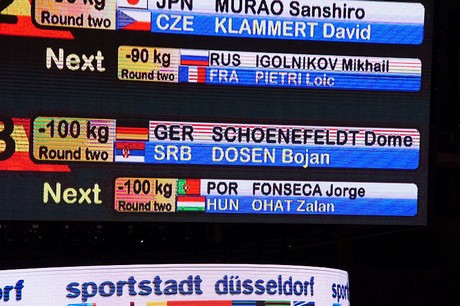 JPN MURAO Sanshiro
Round two
CZE KLAMMERT David
Next
-90 kg
Round two
RUS IGOLNIKOV Mikhail
FRA PIETRI Loic
3
-100 kg
Round two
GER SCHOENEFELDT Dome
SRB DOSEN Bojan
Next
-100 kg
Round two
POR FONSECA Jorge
HUN OHAT Zalan
sportstadt düsseldorf